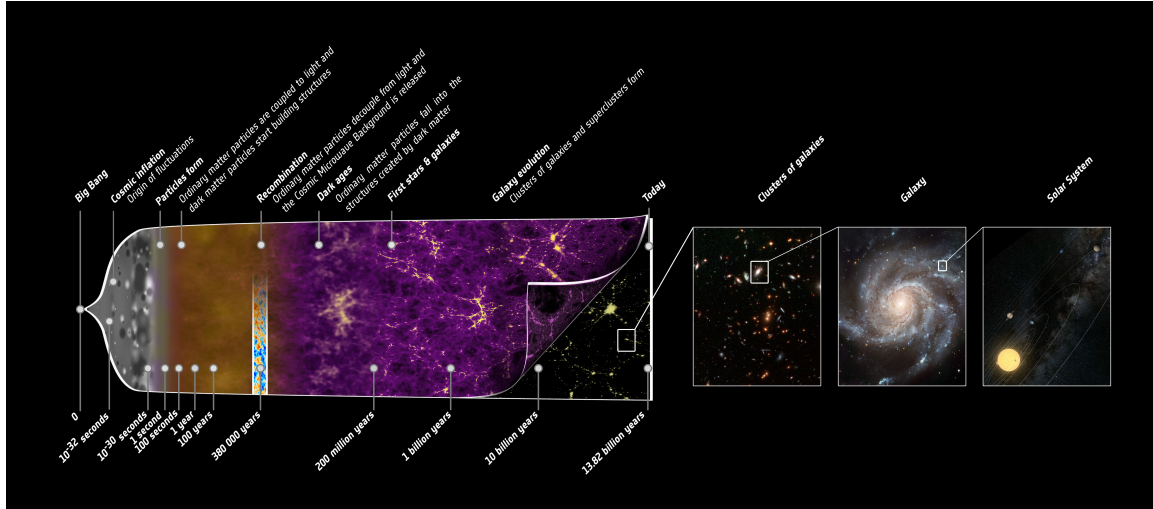 Big Bang
Cosmic inflation
Origin of fluctuations
Particles form
Ordinary matter particles are coupled to light and
dark matter particles start building structures
Recombination
Ordinary matter particles decouple from light and
the Cosmic Microwave Background is released
Dark ages
Ordinary matter particles fall into the
structures created by dark matter
First stars & galaxies
Galaxy evolution
Clusters of galaxies and superclusters form
Today
Clusters of galaxies
Galaxy
Solar System
0
10⁻³² seconds
10⁻³⁰ seconds
1 second
100 seconds
1 year
100 years
380 000 years
200 million years
1 billion years
10 billion years
13.82 billion years